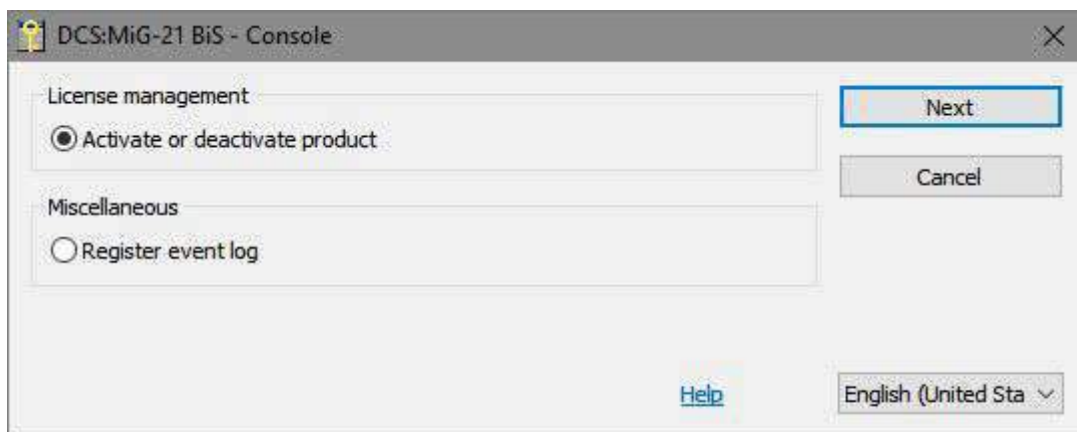 DCS:MiG-21 BiS - Console
License management
Activate or deactivate product
Miscellaneous
Register event log
Next
Cancel
Help
English (United Sta